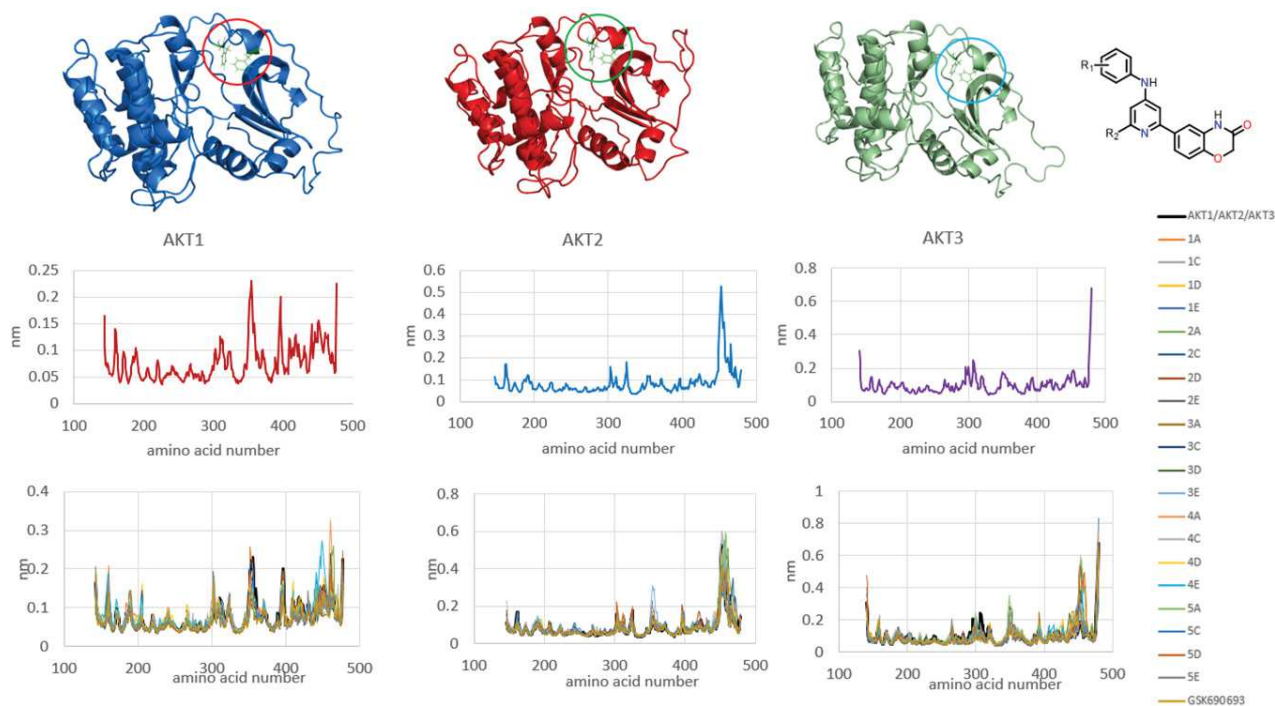 R₁
NH
R₂
N
H
N
O
O
AKT1
AKT2
AKT3
0.25
0.2
0.15
0.1
0.05
0
nm
100
200
300
400
500
amino acid number
0.6
0.5
0.4
0.3
0.2
0.1
0
nm
100
200
300
400
500
amino acid number
0.8
0.6
0.4
0.2
0
nm
100
200
300
400
500
amino acid number
0.4
0.3
0.2
0.1
0
nm
100
200
300
400
500
amino acid number
0.8
0.6
0.4
0.2
0
nm
100
200
300
400
500
amino acid number
1
0.8
0.6
0.4
0.2
0
nm
100
200
300
400
500
amino acid number
AKT1/AKT2/AKT3
1A
1C
1D
1E
2A
2C
2D
2E
3A
3C
3D
3E
4A
4C
4D
4E
5A
5C
5D
5E
GSK690693